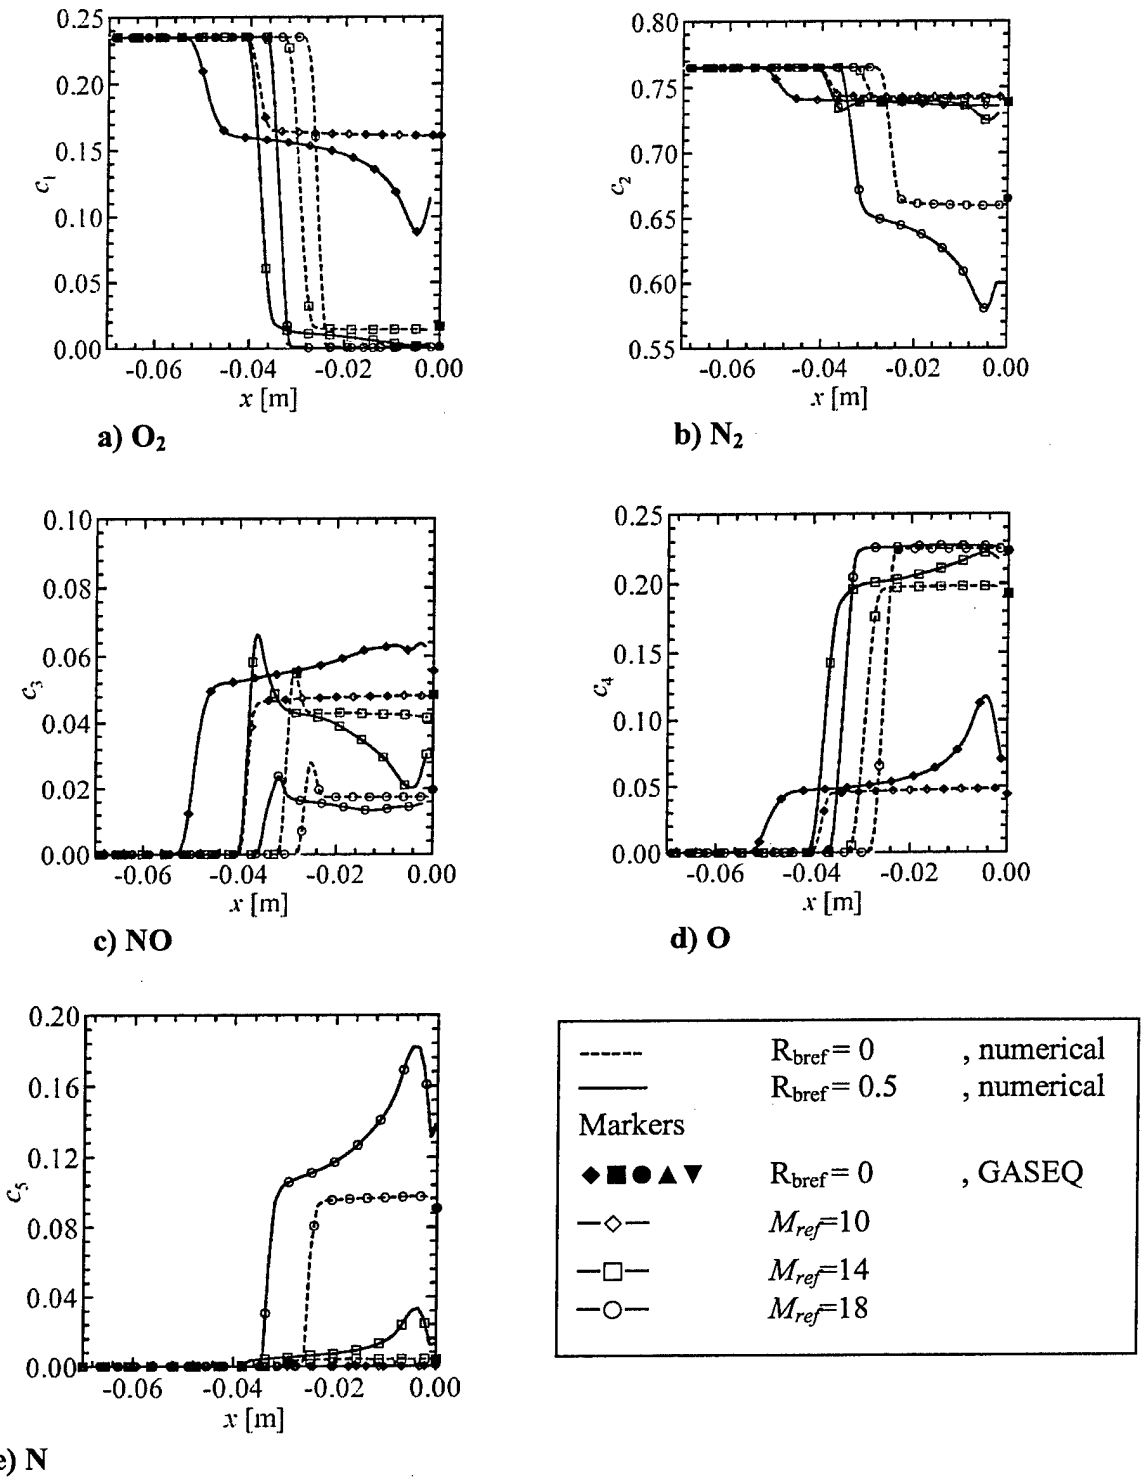 0.25
0.20
0.15
0.10
0.05
0.00
c1
-0.06 -0.04 -0.02 0.00
x [m]
a) O2
0.80
0.75
0.70
0.65
0.60
0.55
c2
-0.06 -0.04 -0.02 0.00
x [m]
b) N2
0.10
0.08
0.06
0.04
0.02
0.00
c3
-0.06 -0.04 -0.02 0.00
x [m]
c) NO
0.25
0.20
0.15
0.10
0.05
0.00
c4
-0.06 -0.04 -0.02 0.00
x [m]
d) O
0.20
0.16
0.12
0.08
0.04
0.00
c5
-0.06 -0.04 -0.02 0.00
x [m]
e) N
Rbref = 0 , numerical
Rbref = 0.5 , numerical
Markers
Rbref = 0 , GASEQ
Mref=10
Mref=14
Mref=18